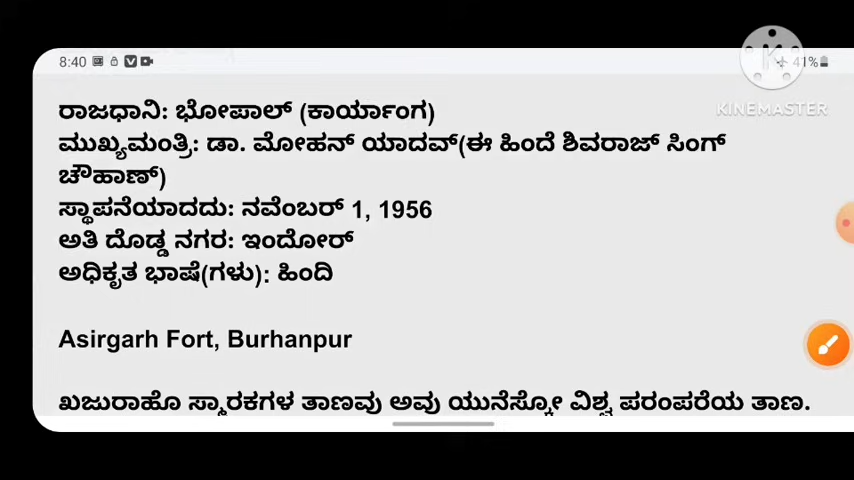 8:40
41%
KINEMASTER
ರಾಜಧಾನಿ: ಭೋಪಾಲ್ (ಕಾರ್ಯಾಂಗ)
ಮುಖ್ಯಮಂತ್ರಿ: ಡಾ. ಮೋಹನ್ ಯಾದವ್(ಈ ಹಿಂದೆ ಶಿವರಾಜ್ ಸಿಂಗ್
ಚೌಹಾಣ್)
ಸ್ಥಾಪನೆಯಾದದು: ನವೆಂಬರ್ 1, 1956
ಅತಿ ದೊಡ್ಡ ನಗರ: ಇಂದೋರ್
ಅಧಿಕೃತ ಭಾಷೆ(ಗಳು): ಹಿಂದಿ
Asirgarh Fort, Burhanpur
ಖಜುರಾಹೊ ಸ್ಮಾರಕಗಳ ತಾಣವು ಅವು ಯುನೆಸ್ಕೋ ವಿಶ್ವ ಪರಂಪರೆಯ ತಾಣ.